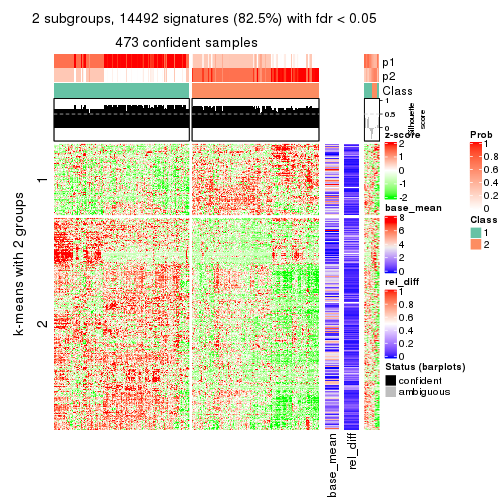 2 subgroups, 14492 signatures (82.5%) with fdr < 0.05
473 confident samples
p1
p2
Class
1
0.5
0
Silhouette
score
k-means with 2 groups
1
2
base_mean
rel_diff
z-score
2
1
0
-1
-2
base_mean
8
6
4
2
0
rel_diff
1
0.8
0.6
0.4
0.2
0
Status (barplots)
confident
ambiguous
Prob
1
0.8
0.6
0.4
0.2
0
Class
1
2